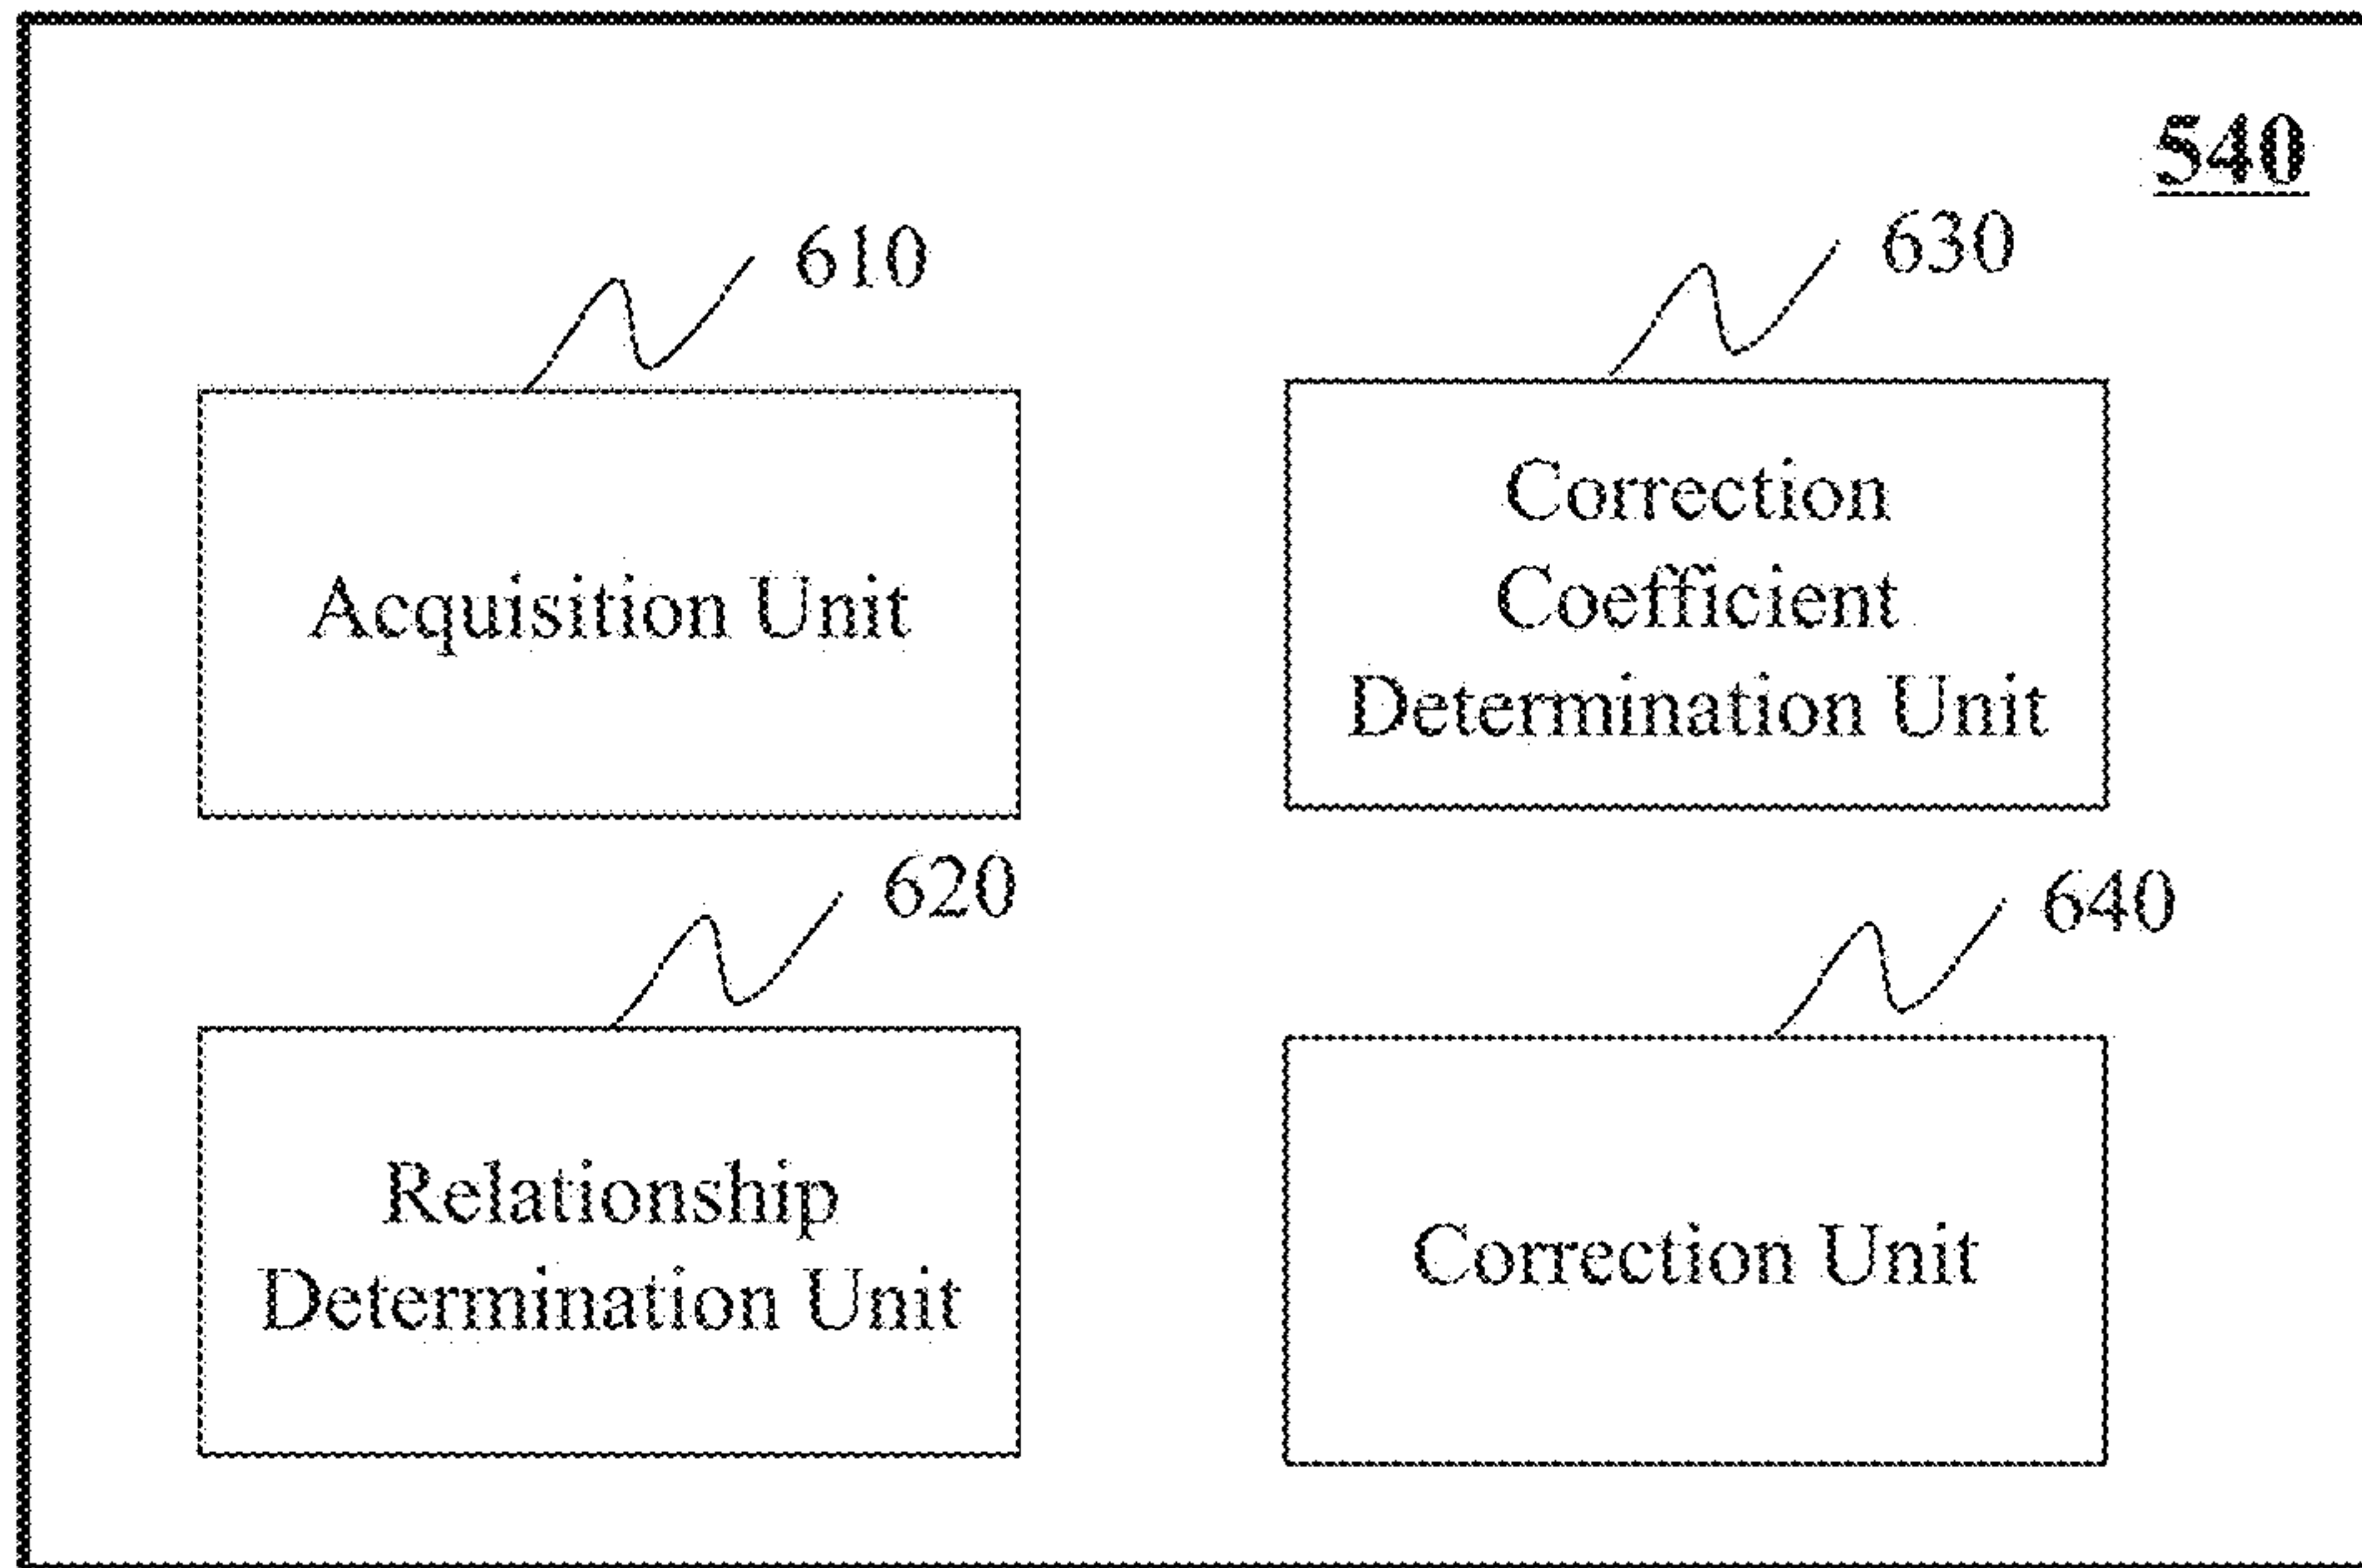 540
610
Acquisition Unit
630
Correction
Coefficient
Determination Unit
620
Relationship
Determination Unit
640
Correction Unit